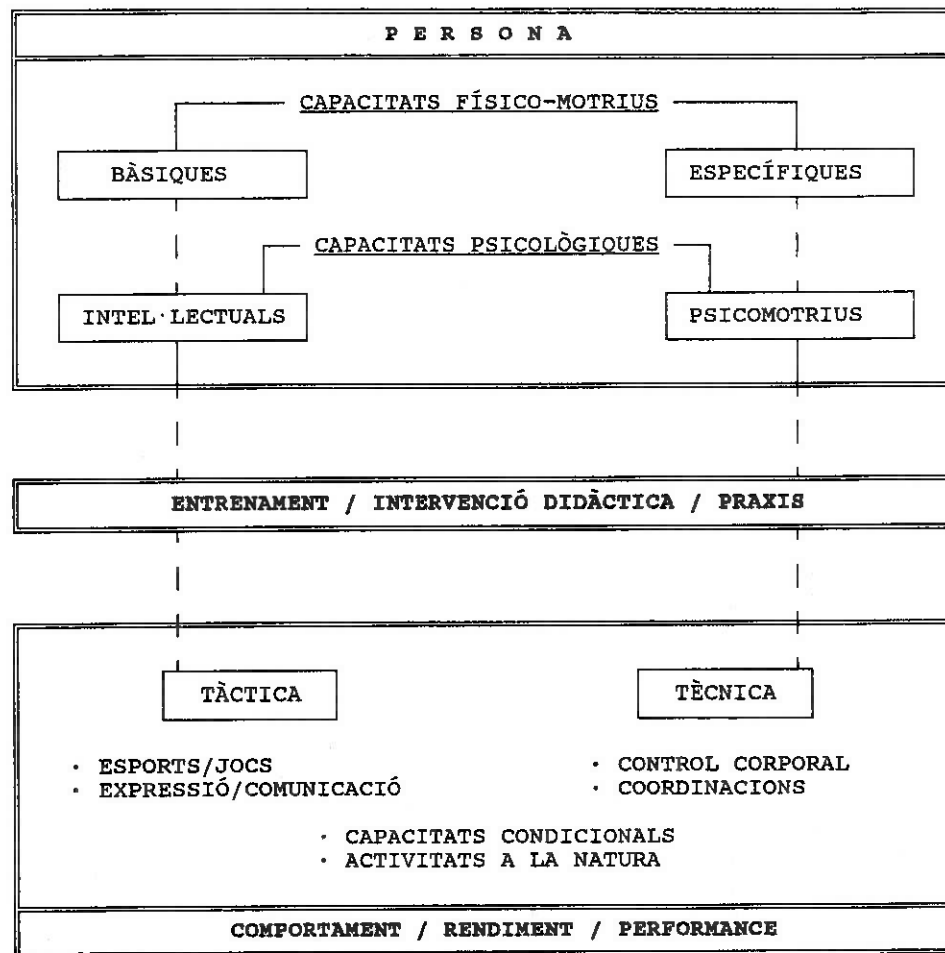 P E R S O N A
CAPACITATS FÍSICO-MOTRIUS
BÀSIQUES
ESPECÍFIQUES
CAPACITATS PSICOLÒGIQUES
INTEL·LECTUALS
PSICOMOTRIUS
ENTRENAMENT / INTERVENCIÓ DIDÀCTICA / PRAXIS
TÀCTICA
TÈCNICA
· ESPORTS/JOCS
· EXPRESSIÓ/COMUNICACIÓ
· CONTROL CORPORAL
· COORDINACIONS
· CAPACITATS CONDICIONALS
· ACTIVITATS A LA NATURA
COMPORTAMENT / RENDIMENT / PERFORMANCE